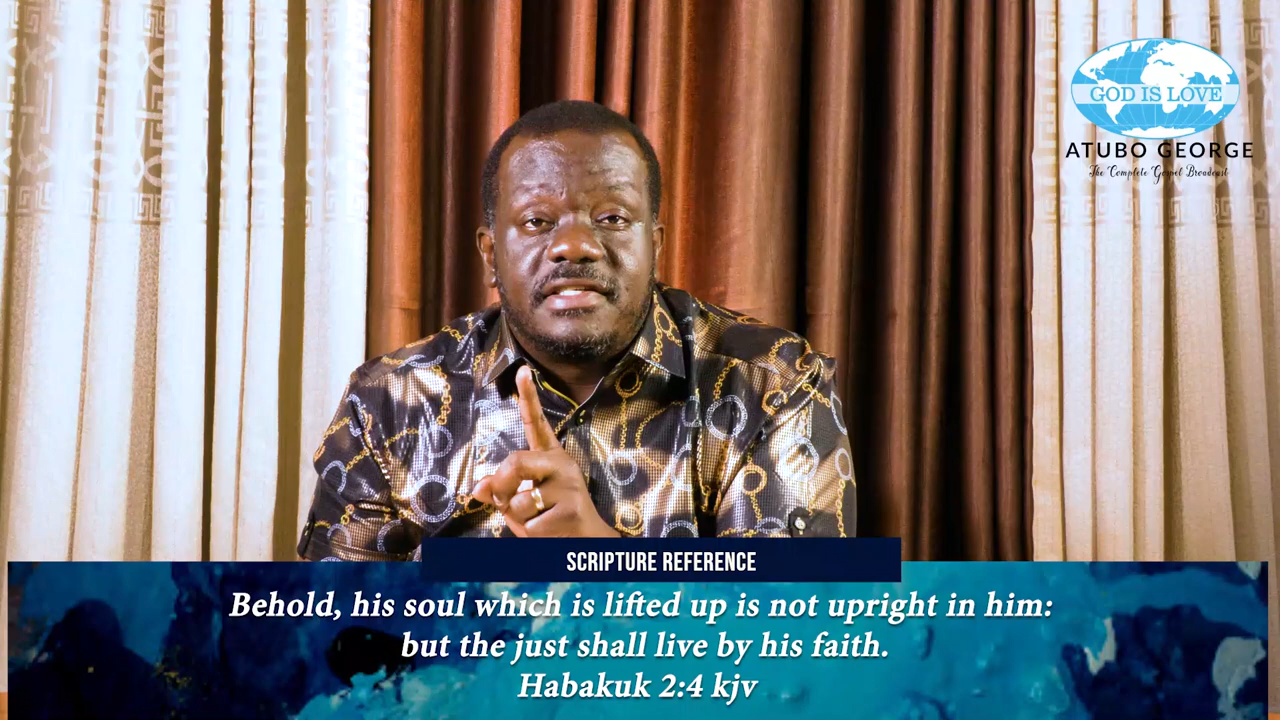 GOD IS LOVE
ATUBO GEORGE
The Complete Gospel Broadcast
SCRIPTURE REFERENCE
Behold, his soul which is lifted up is not upright in him:
but the just shall live by his faith.
Habakuk 2:4 kjv